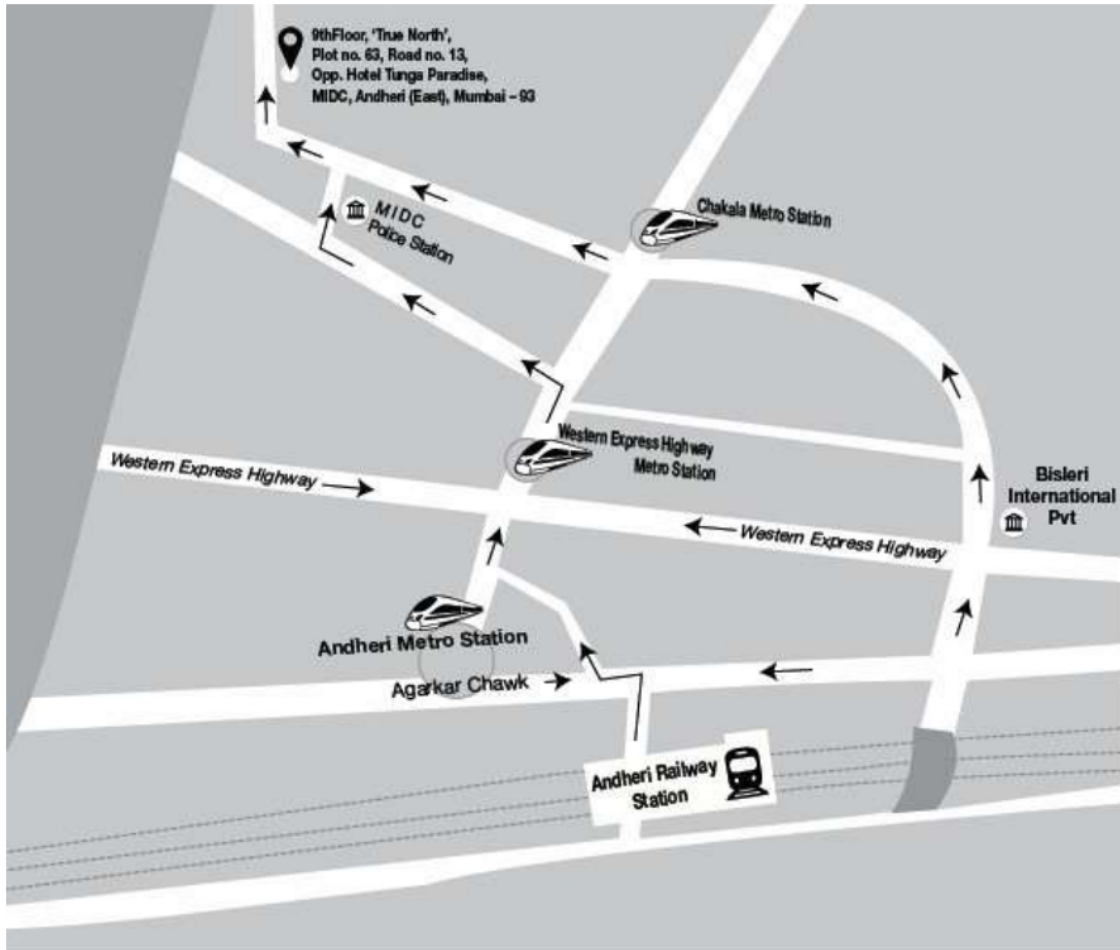 9thFloor, ‘True North’,
Plot no. 63, Road no. 13,
Opp. Hotel Tunga Paradise,
MIDC, Andheri (East), Mumbai – 93
Chakala Metro Station
MIDC
Police Station
Western Express Highway
Metro Station
Western Express Highway
Bisleri
International
Pvt
Western Express Highway
Andheri Metro Station
Agarkar Chawk
Andheri Railway
Station